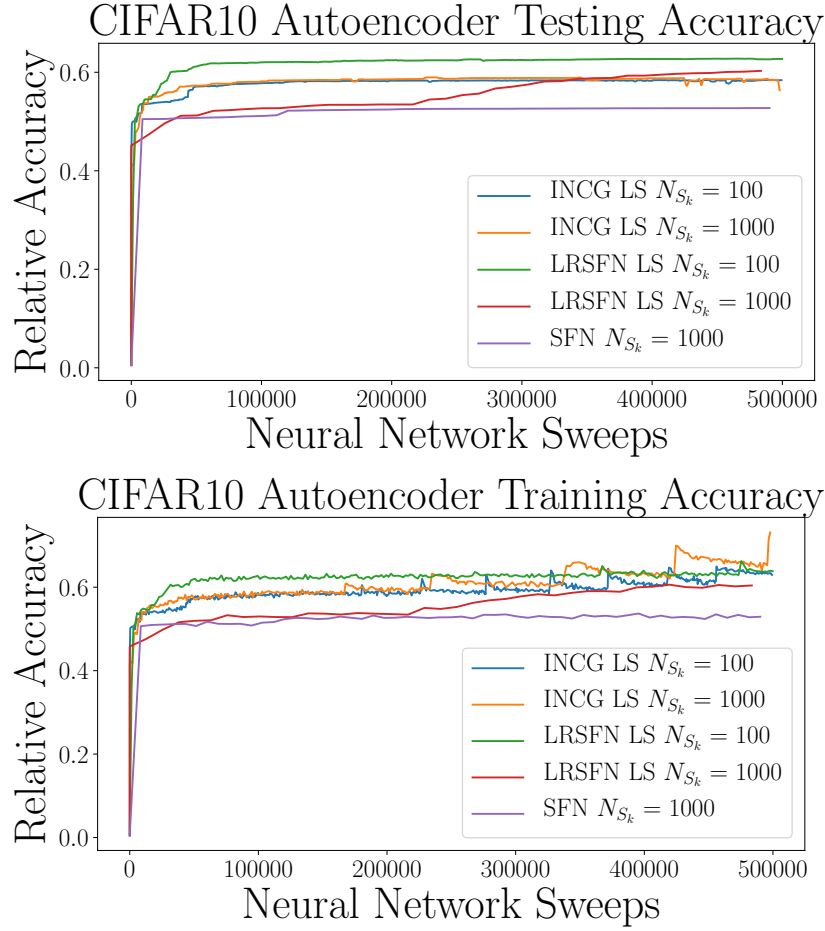 CIFAR10 Autoencoder Testing Accuracy
Relative Accuracy
0.6
0.4
0.2
0.0
INCG LS $N_{S_k}$ = 100
INCG LS $N_{S_k}$ = 1000
LRSFN LS $N_{S_k}$ = 100
LRSFN LS $N_{S_k}$ = 1000
SFN $N_{S_k}$ = 1000
0 100000 200000 300000 400000 500000
Neural Network Sweeps
CIFAR10 Autoencoder Training Accuracy
Relative Accuracy
0.6
0.4
0.2
0.0
INCG LS $N_{S_k}$ = 100
INCG LS $N_{S_k}$ = 1000
LRSFN LS $N_{S_k}$ = 100
LRSFN LS $N_{S_k}$ = 1000
SFN $N_{S_k}$ = 1000
0 100000 200000 300000 400000 500000
Neural Network Sweeps